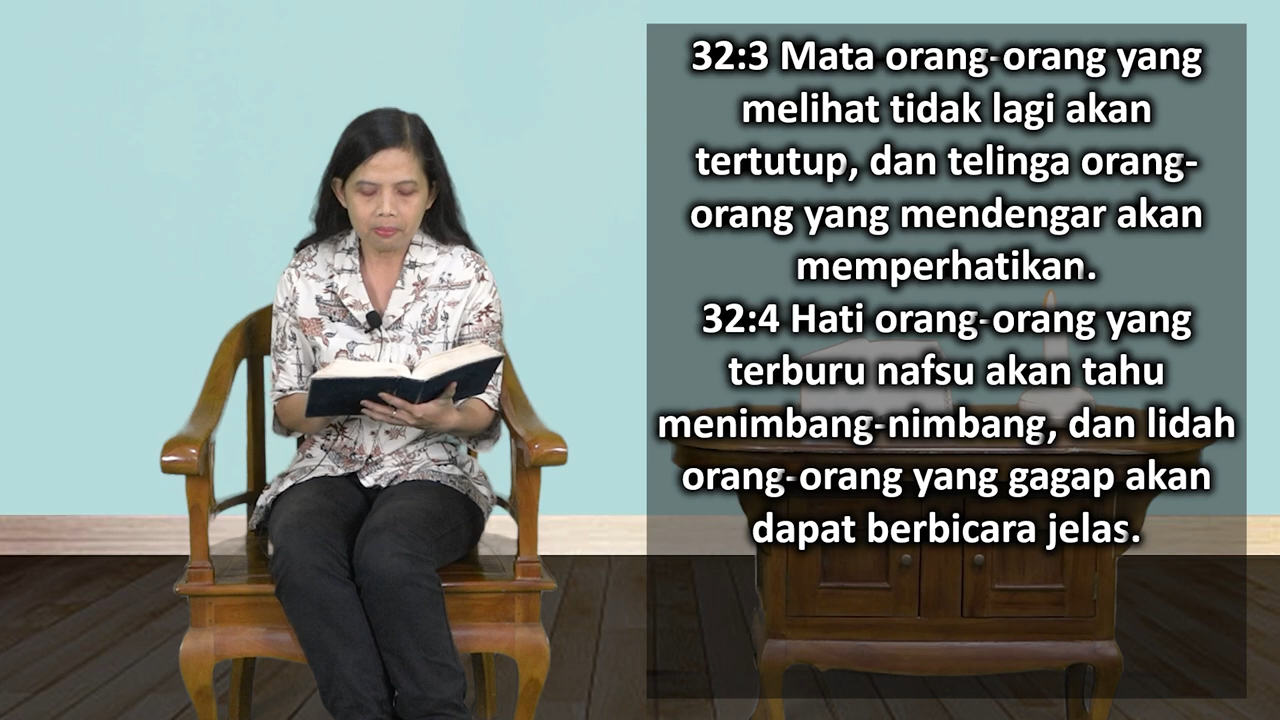 32:3 Mata orang-orang yang
melihat tidak lagi akan
tertutup, dan telinga orang-
orang yang mendengar akan
memperhatikan.
32:4 Hati orang-orang yang
terburu nafsu akan tahu
menimbang-nimbang, dan lidah
orang-orang yang gagap akan
dapat berbicara jelas.